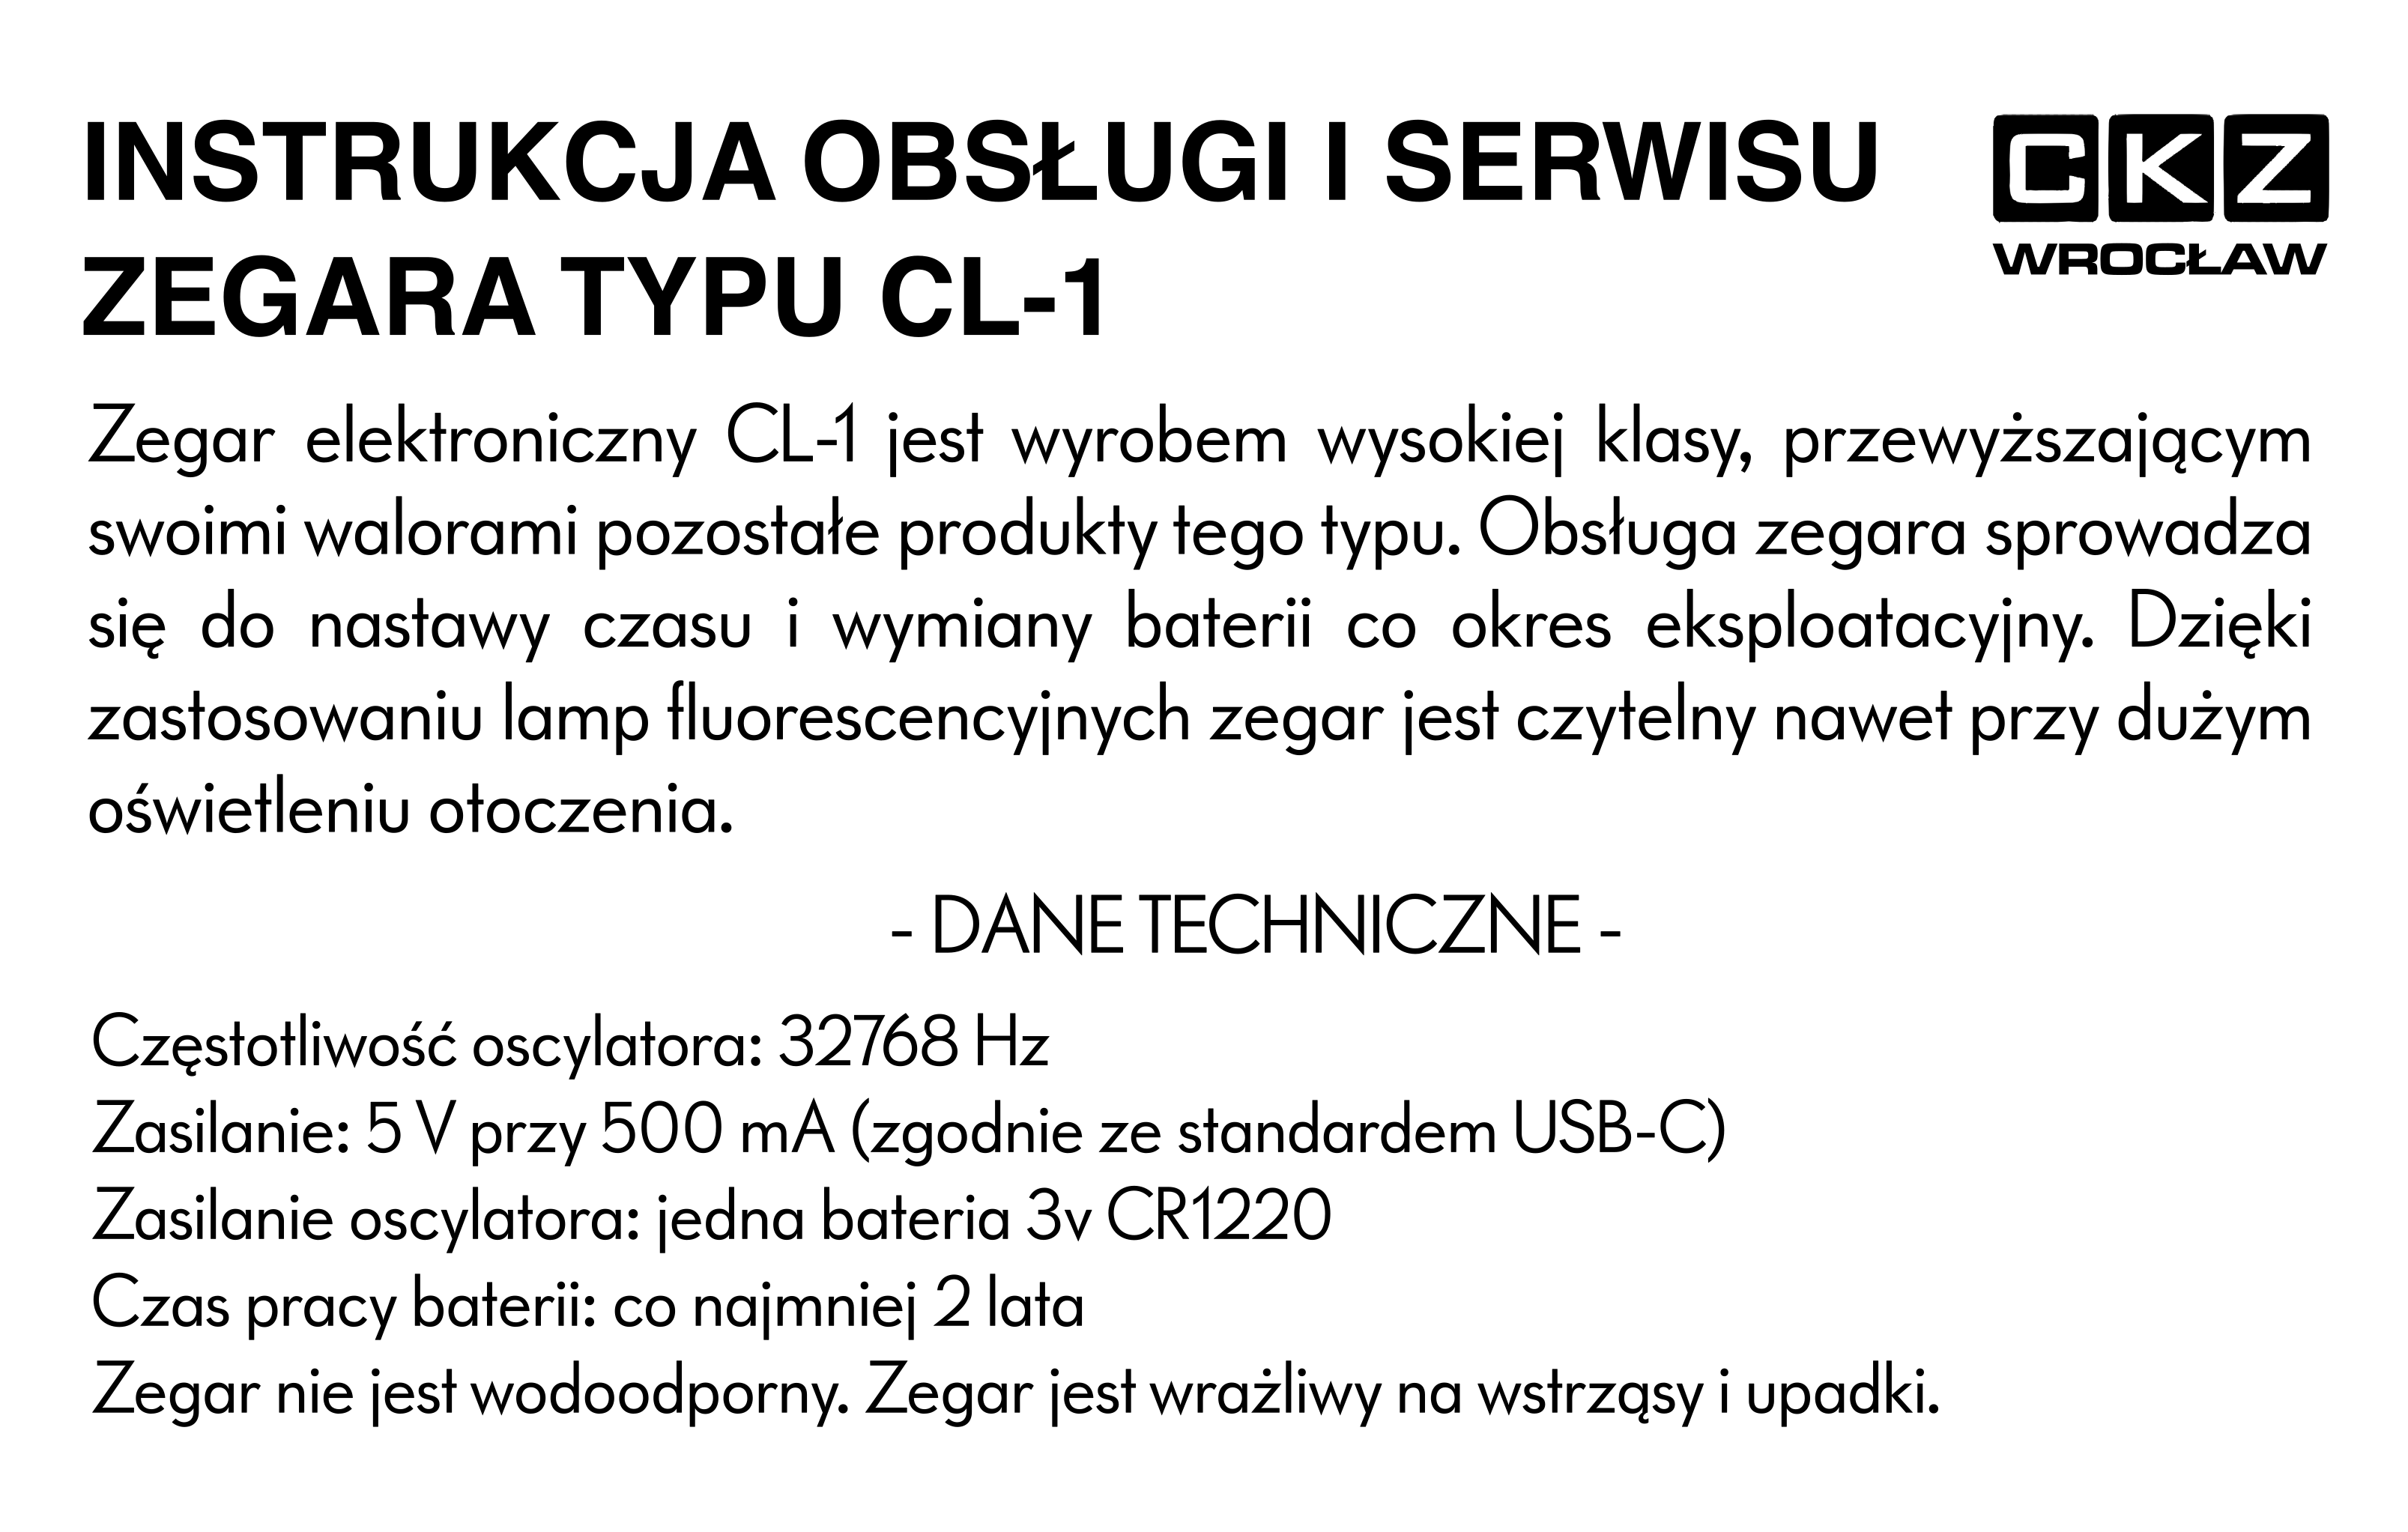 INSTRUKCJA OBSŁUGI I SERWISU
ZEGARA TYPU CL-1
CKZ
WROCŁAW
Zegar elektroniczny CL-1 jest wyrobem wysokiej klasy, przewyższającym
swoimi walorami pozostałe produkty tego typu. Obsługa zegara sprowadza
się do nastawy czasu i wymiany baterii co okres eksploatacyjny. Dzięki
zastosowaniu lamp fluorescencyjnych zegar jest czytelny nawet przy dużym
oświetleniu otoczenia.
- DANE TECHNICZNE -
Częstotliwość oscylatora: 32768 Hz
Zasilanie: 5 V przy 500 mA (zgodnie ze standardem USB-C)
Zasilanie oscylatora: jedna bateria 3v CR1220
Czas pracy baterii: co najmniej 2 lata
Zegar nie jest wodoodporny. Zegar jest wrażliwy na wstrząsy i upadki.